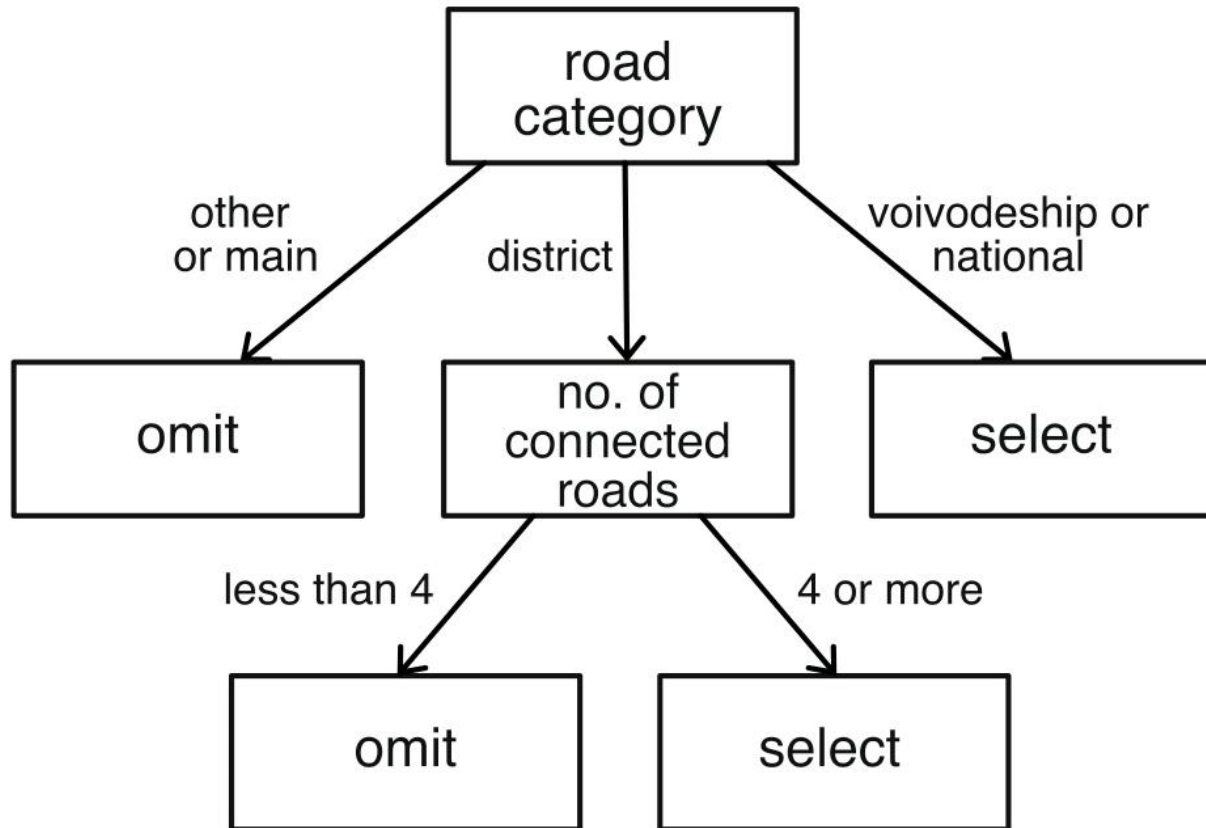 road
category
other
or main
district
voivodeship or
national
omit
no. of
connected
roads
select
less than 4
4 or more
omit
select